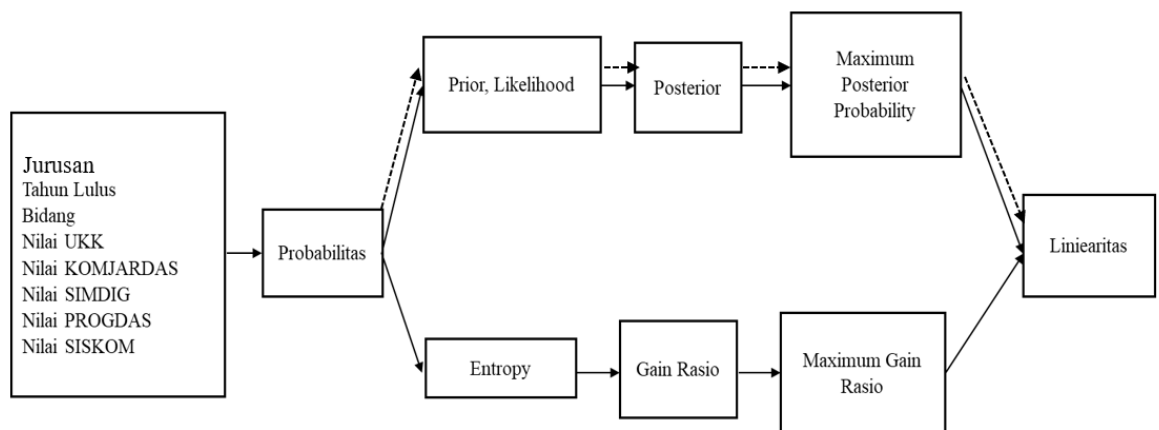 Jurusan
Tahun Lulus
Bidang
Nilai UKK
Nilai KOMJARDAS
Nilai SIMDIG
Nilai PROGDAS
Nilai SISKOM
Probabilitas
Prior, Likelihood
Posterior
Maximum
Posterior
Probability
Entropy
Gain Rasio
Maximum Gain
Rasio
Liniearitas